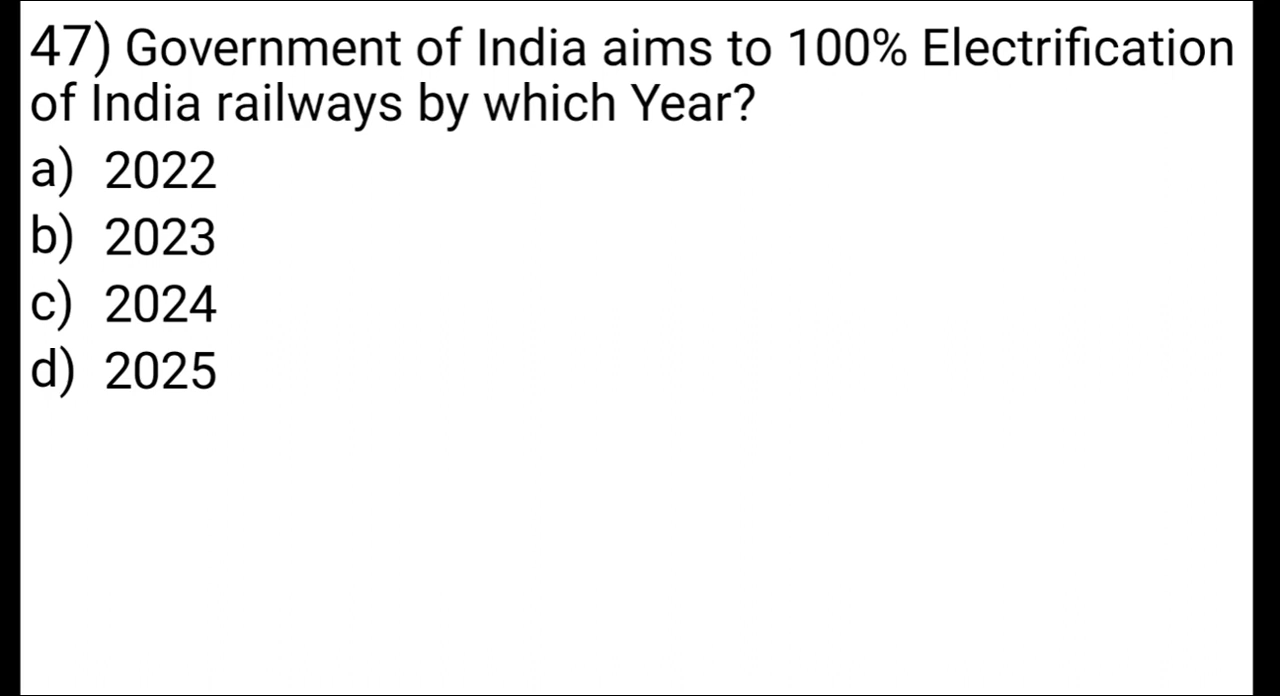 47) Government of India aims to 100% Electrification
of India railways by which Year?
a) 2022
b) 2023
c) 2024
d) 2025